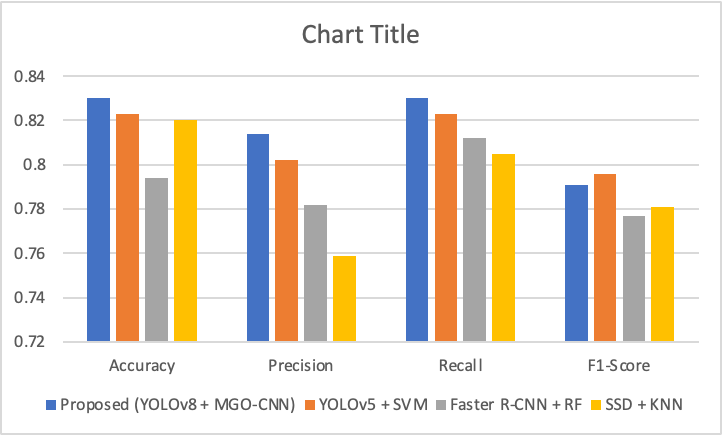 Chart Title
0.84
0.82
0.8
0.78
0.76
0.74
0.72
Accuracy Precision Recall F1-Score
Proposed (YOLOv8 + MGO-CNN) YOLOv5 + SVM Faster R-CNN + RF SSD + KNN